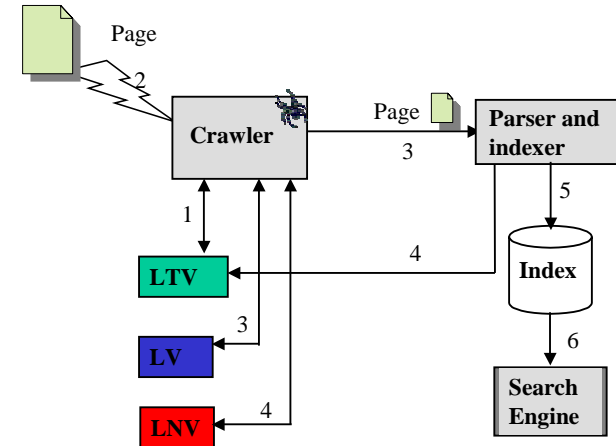 Page
2
Crawler
Page
3
Parser and
indexer
1
4
5
LTV
Index
3
LV
6
4
LNV
Search
Engine